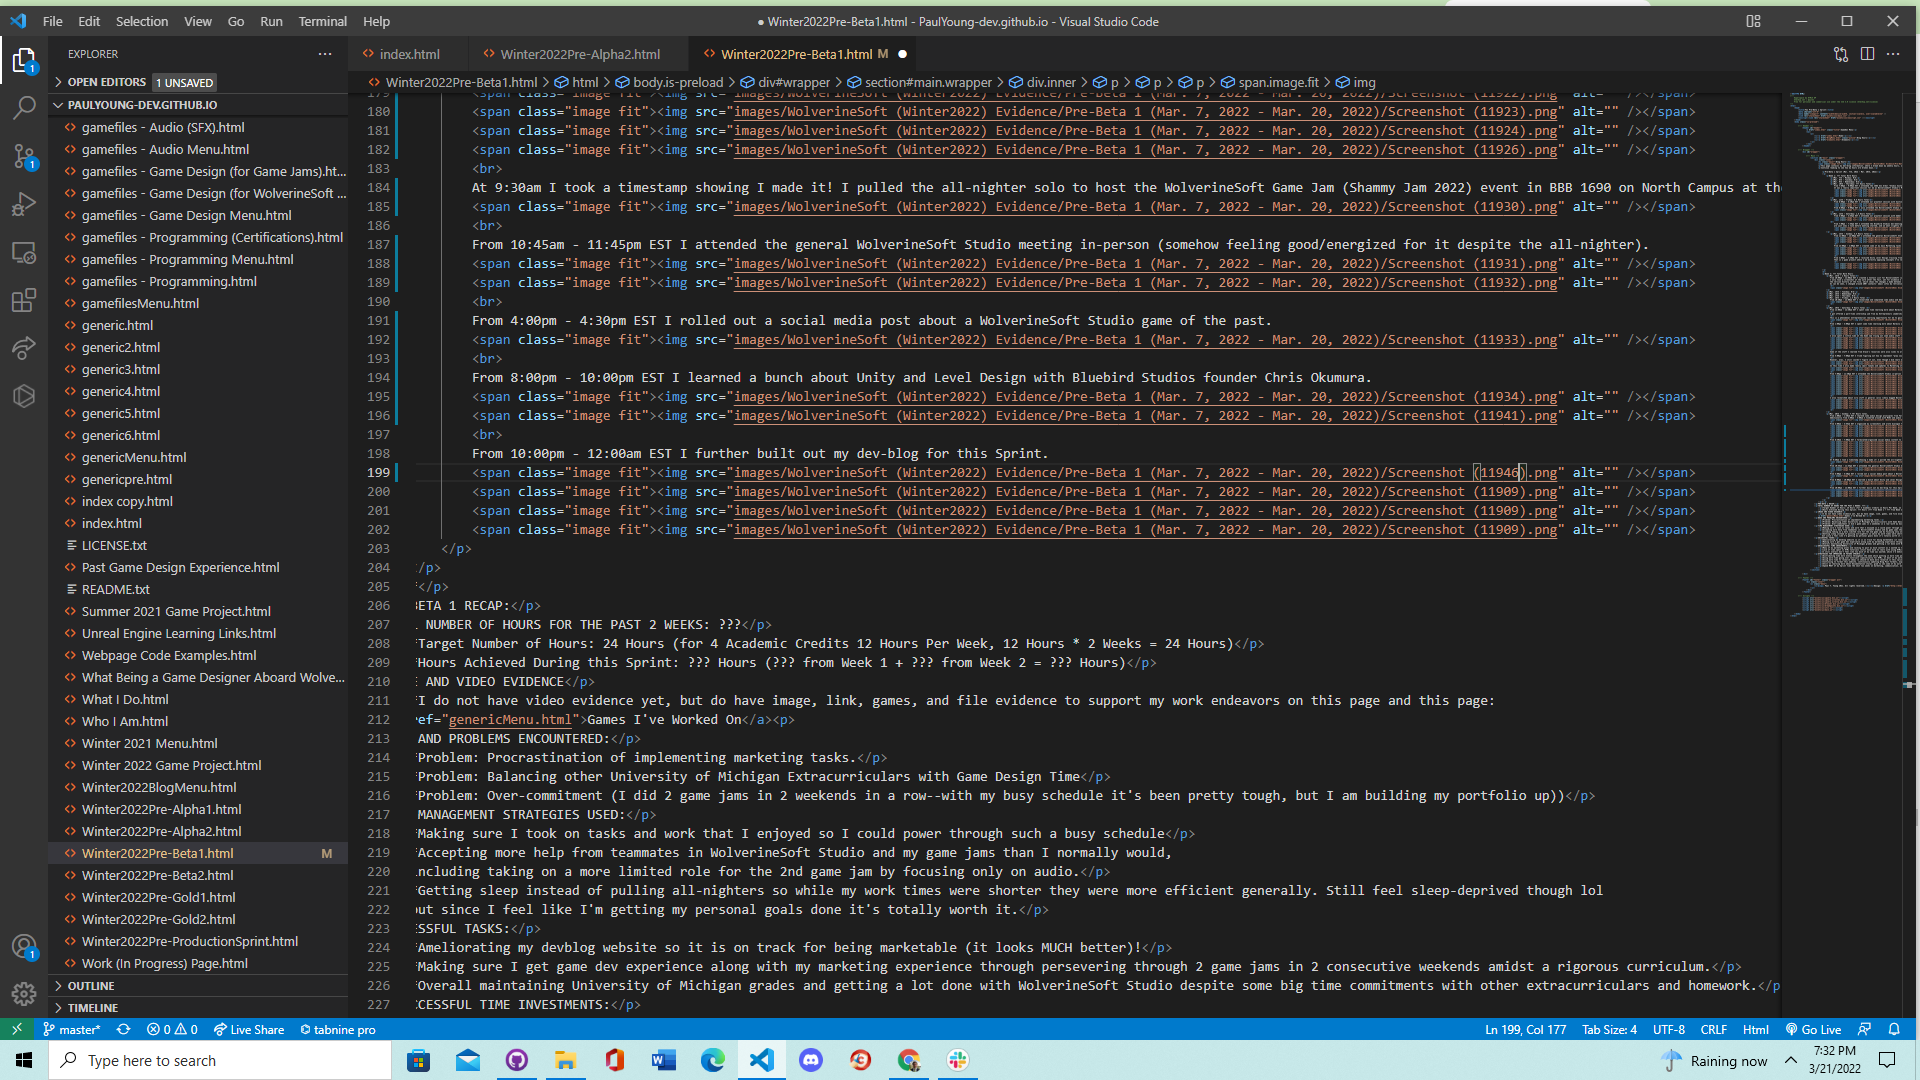 File Edit Selection View Go Run Terminal Help
● Winter2022Pre-Beta1.html - PaulYoung-dev.github.io - Visual Studio Code
EXPLORER
index.html
Winter2022Pre-Alpha2.html
Winter2022Pre-Beta1.html M
OPEN EDITORS 1 UNSAVED
Winter2022Pre-Beta1.html > html > body.is-preload > div#wrapper > section#main.wrapper > div.inner > p > p > p > span.image.fit > img
PAULYOUNG-DEV.GITHUB.IO
gamefiles - Audio (SFX).html
gamefiles - Audio Menu.html
gamefiles - Game Design (for Game Jams).ht...
gamefiles - Game Design (for WolverineSoft ...
gamefiles - Game Design Menu.html
gamefiles - Programming (Certifications).html
gamefiles - Programming Menu.html
gamefiles - Programming.html
gamefilesMenu.html
generic.html
generic2.html
generic3.html
generic4.html
generic5.html
generic6.html
genericMenu.html
genericpre.html
index copy.html
index.html
LICENSE.txt
Past Game Design Experience.html
README.txt
Summer 2021 Game Project.html
Unreal Engine Learning Links.html
Webpage Code Examples.html
What Being a Game Designer Aboard Wolve...
What I Do.html
Who I Am.html
Winter 2021 Menu.html
Winter 2022 Game Project.html
Winter2022BlogMenu.html
Winter2022Pre-Alpha1.html
Winter2022Pre-Alpha2.html
Winter2022Pre-Beta1.html M
Winter2022Pre-Beta2.html
Winter2022Pre-Gold1.html
Winter2022Pre-Gold2.html
Winter2022Pre-ProductionSprint.html
Work (In Progress) Page.html
OUTLINE
TIMELINE
179 <span class="image fit"><img src="images/WolverineSoft (Winter2022) Evidence/Pre-Beta 1 (Mar. 7, 2022 - Mar. 20, 2022)/Screenshot (11922).png" alt="" /></span>
180 <span class="image fit"><img src="images/WolverineSoft (Winter2022) Evidence/Pre-Beta 1 (Mar. 7, 2022 - Mar. 20, 2022)/Screenshot (11923).png" alt="" /></span>
181 <span class="image fit"><img src="images/WolverineSoft (Winter2022) Evidence/Pre-Beta 1 (Mar. 7, 2022 - Mar. 20, 2022)/Screenshot (11924).png" alt="" /></span>
182 <span class="image fit"><img src="images/WolverineSoft (Winter2022) Evidence/Pre-Beta 1 (Mar. 7, 2022 - Mar. 20, 2022)/Screenshot (11926).png" alt="" /></span>
183 <br>
184 At 9:30am I took a timestamp showing I made it! I pulled the all-nighter solo to host the WolverineSoft Game Jam (Shammy Jam 2022) event in BBB 1690 on North Campus at the
185 <span class="image fit"><img src="images/WolverineSoft (Winter2022) Evidence/Pre-Beta 1 (Mar. 7, 2022 - Mar. 20, 2022)/Screenshot (11930).png" alt="" /></span>
186 <br>
187 From 10:45am - 11:45pm EST I attended the general WolverineSoft Studio meeting in-person (somehow feeling good/energized for it despite the all-nighter).
188 <span class="image fit"><img src="images/WolverineSoft (Winter2022) Evidence/Pre-Beta 1 (Mar. 7, 2022 - Mar. 20, 2022)/Screenshot (11931).png" alt="" /></span>
189 <span class="image fit"><img src="images/WolverineSoft (Winter2022) Evidence/Pre-Beta 1 (Mar. 7, 2022 - Mar. 20, 2022)/Screenshot (11932).png" alt="" /></span>
190 <br>
191 From 4:00pm - 4:30pm EST I rolled out a social media post about a WolverineSoft Studio game of the past.
192 <span class="image fit"><img src="images/WolverineSoft (Winter2022) Evidence/Pre-Beta 1 (Mar. 7, 2022 - Mar. 20, 2022)/Screenshot (11933).png" alt="" /></span>
193 <br>
194 From 8:00pm - 10:00pm EST I learned a bunch about Unity and Level Design with Bluebird Studios founder Chris Okumura.
195 <span class="image fit"><img src="images/WolverineSoft (Winter2022) Evidence/Pre-Beta 1 (Mar. 7, 2022 - Mar. 20, 2022)/Screenshot (11934).png" alt="" /></span>
196 <span class="image fit"><img src="images/WolverineSoft (Winter2022) Evidence/Pre-Beta 1 (Mar. 7, 2022 - Mar. 20, 2022)/Screenshot (11941).png" alt="" /></span>
197 <br>
198 From 10:00pm - 12:00am EST I further built out my dev-blog for this Sprint.
199 <span class="image fit"><img src="images/WolverineSoft (Winter2022) Evidence/Pre-Beta 1 (Mar. 7, 2022 - Mar. 20, 2022)/Screenshot (11946).png" alt="" /></span>
200 <span class="image fit"><img src="images/WolverineSoft (Winter2022) Evidence/Pre-Beta 1 (Mar. 7, 2022 - Mar. 20, 2022)/Screenshot (11909).png" alt="" /></span>
201 <span class="image fit"><img src="images/WolverineSoft (Winter2022) Evidence/Pre-Beta 1 (Mar. 7, 2022 - Mar. 20, 2022)/Screenshot (11909).png" alt="" /></span>
202 <span class="image fit"><img src="images/WolverineSoft (Winter2022) Evidence/Pre-Beta 1 (Mar. 7, 2022 - Mar. 20, 2022)/Screenshot (11909).png" alt="" /></span>
203 </p>
204 /p>
205 </p>
206 BETA 1 RECAP:</p>
207 NUMBER OF HOURS FOR THE PAST 2 WEEKS: ???</p>
208 Target Number of Hours: 24 Hours (for 4 Academic Credits 12 Hours Per Week, 12 Hours * 2 Weeks = 24 Hours)</p>
209 Hours Achieved During this Sprint: ??? Hours (??? from Week 1 + ??? from Week 2 = ??? Hours)</p>
210 AND VIDEO EVIDENCE</p>
211 I do not have video evidence yet, but do have image, link, games, and file evidence to support my work endeavors on this page and this page:
212 ref="genericMenu.html">Games I've Worked On</a><p>
213 AND PROBLEMS ENCOUNTERED:</p>
214 Problem: Procrastination of implementing marketing tasks.</p>
215 Problem: Balancing other University of Michigan Extracurriculars with Game Design Time</p>
216 Problem: Over-commitment (I did 2 game jams in 2 weekends in a row--with my busy schedule it's been pretty tough, but I am building my portfolio up))</p>
217 MANAGEMENT STRATEGIES USED:</p>
218 Making sure I took on tasks and work that I enjoyed so I could power through such a busy schedule</p>
219 Accepting more help from teammates in WolverineSoft Studio and my game jams than I normally would,
220 including taking on a more limited role for the 2nd game jam by focusing only on audio.</p>
221 Getting sleep instead of pulling all-nighters so while my work times were shorter they were more efficient generally. Still feel sleep-deprived though lol
222 but since I feel like I'm getting my personal goals done it's totally worth it.</p>
223 ESSFUL TASKS:</p>
224 Ameliorating my devblog website so it is on track for being marketable (it looks MUCH better)!</p>
225 Making sure I get game dev experience along with my marketing experience through persevering through 2 game jams in 2 consecutive weekends amidst a rigorous curriculum.</p>
226 Overall maintaining University of Michigan grades and getting a lot done with WolverineSoft Studio despite some big time commitments with other extracurriculars and homework.</p
227 CCESSFUL TIME INVESTMENTS:</p>
master* 0 0 Live Share tabnine pro
Ln 199, Col 177 Tab Size: 4 UTF-8 CRLF Html Go Live
Type here to search
Raining now
7:32 PM
3/21/2022